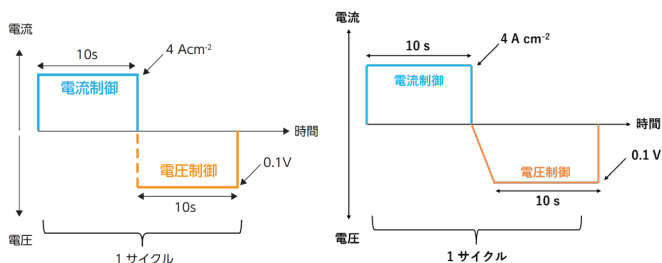 電流
10s
4 Acm⁻²
電流制御
時間
電圧制御
0.1V
10s
電圧
1サイクル
電流
10 s
4 A cm⁻²
電流制御
時間
電圧制御
0.1 V
10 s
電圧
1 サイクル